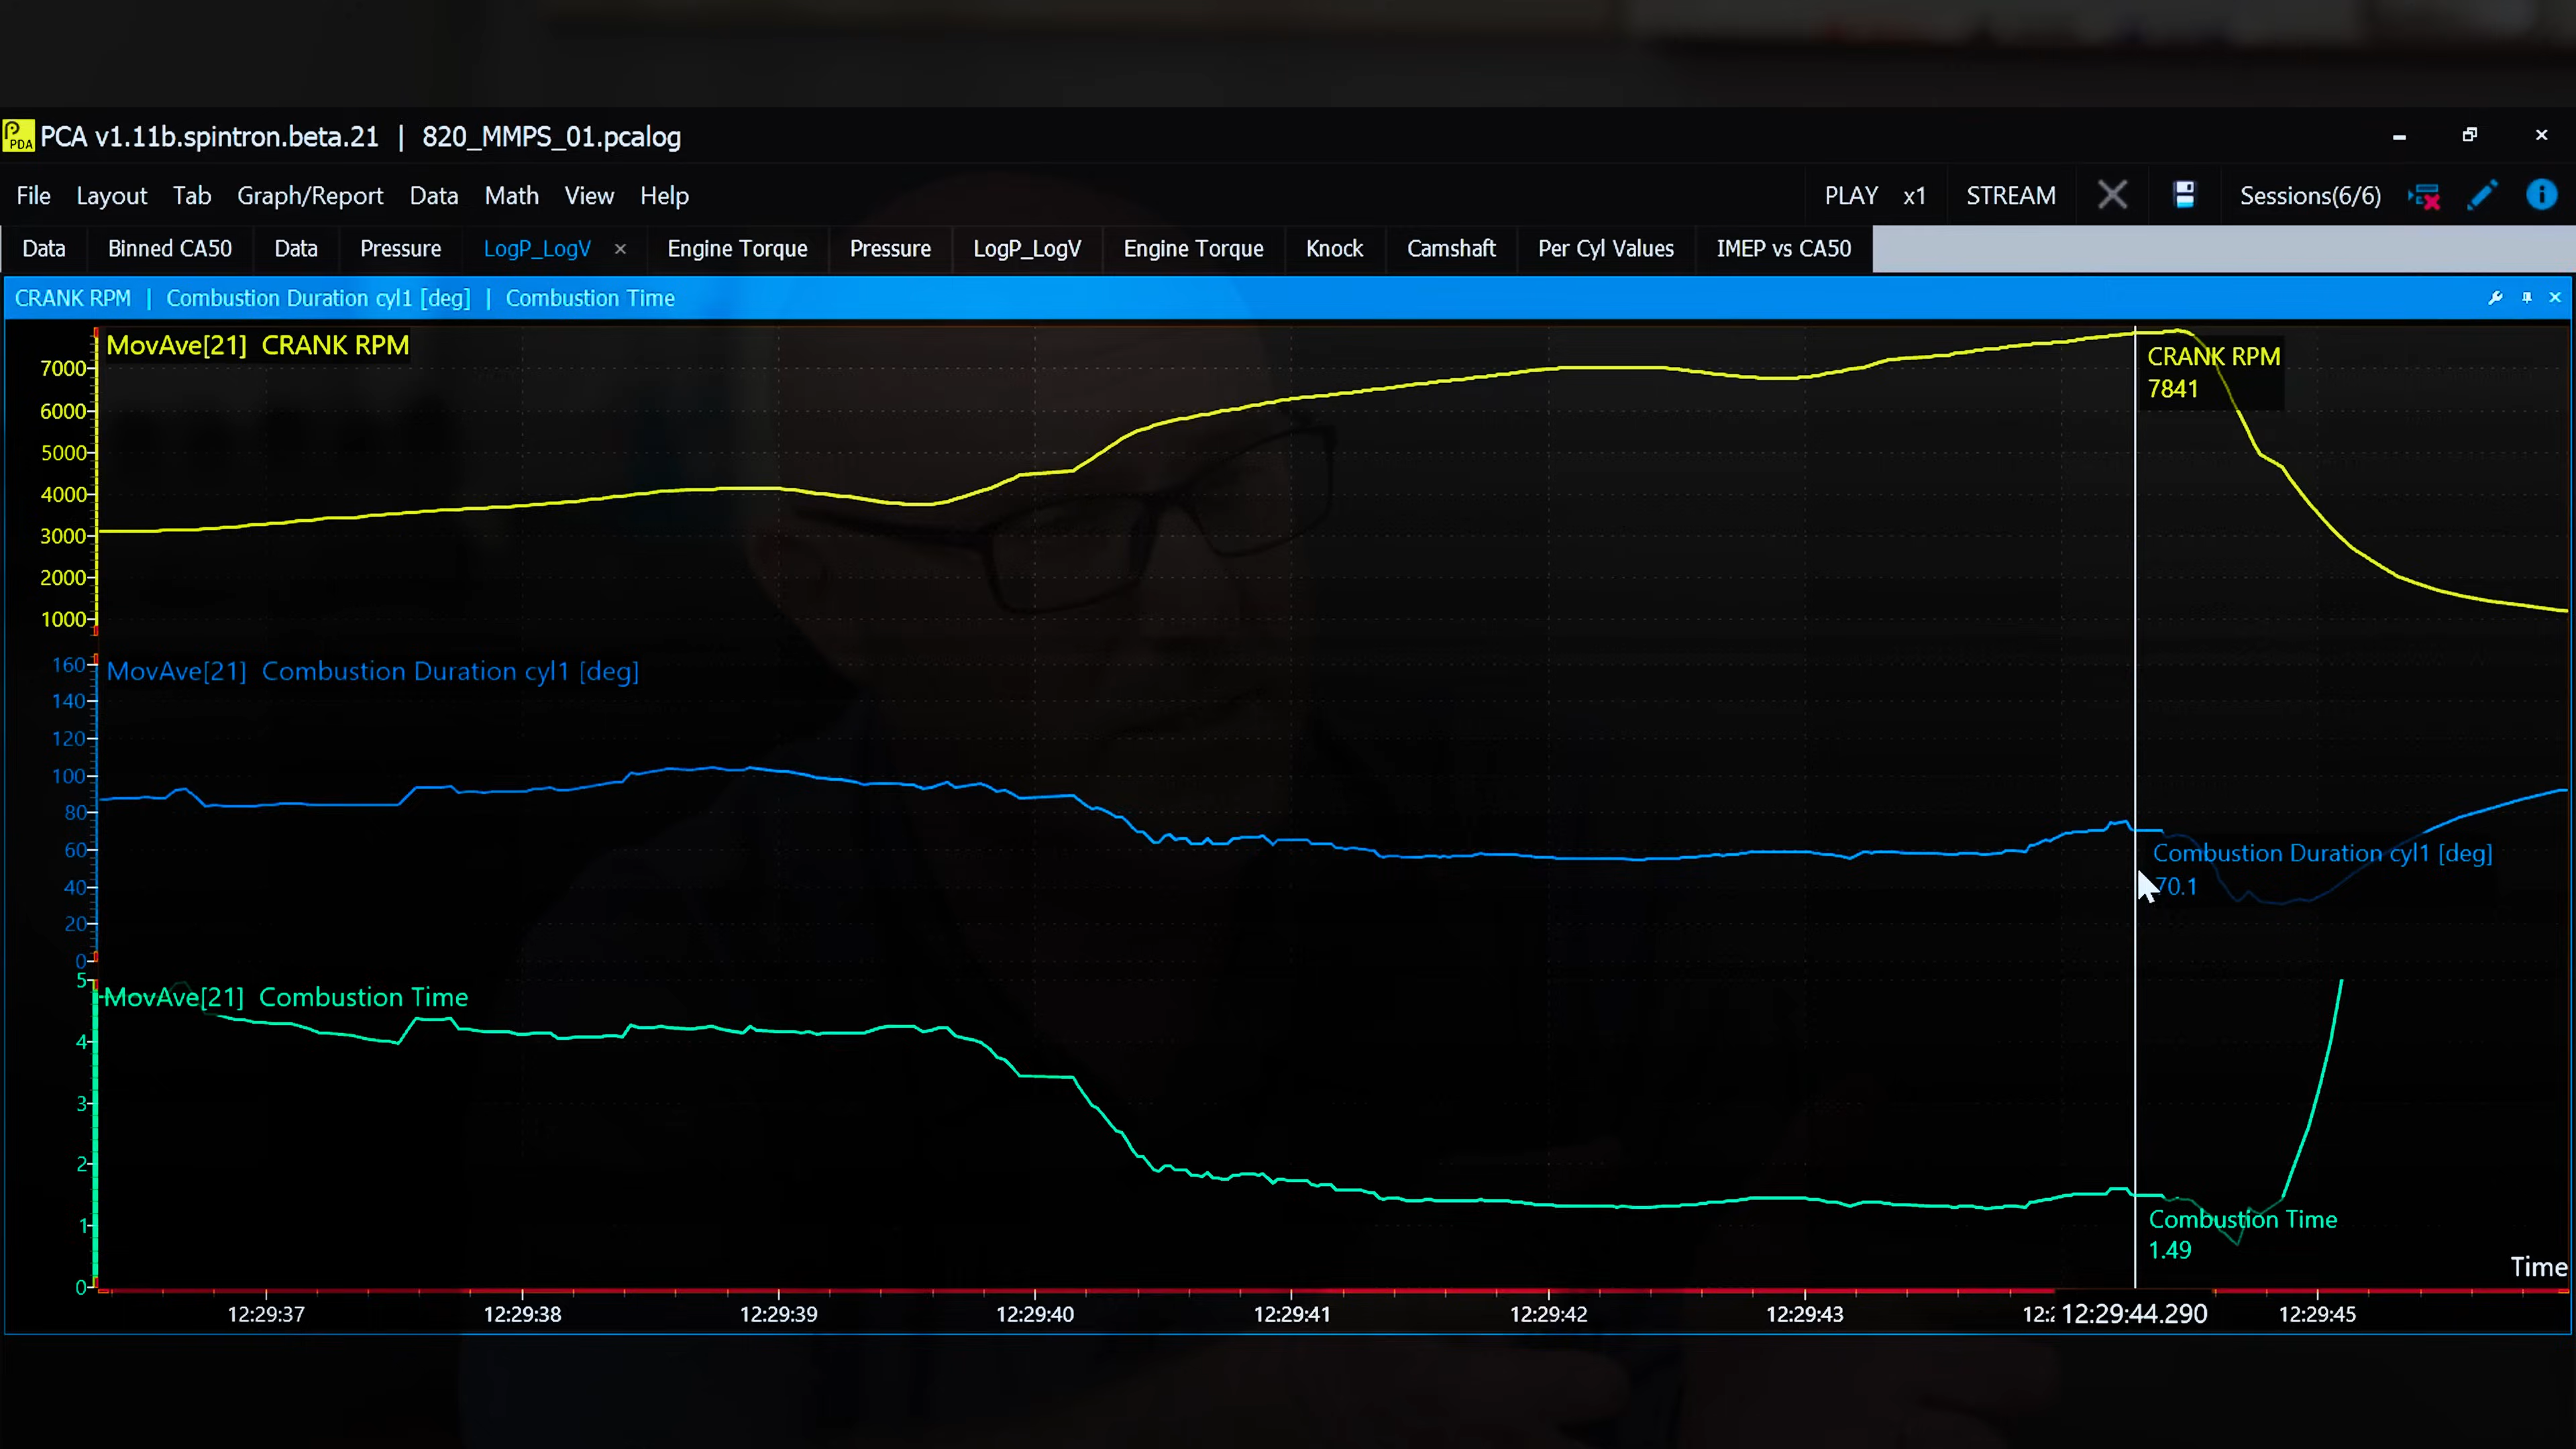 PDA PCA v1.11b.spintron.beta.21 | 820_MMPS_01.pcalog
File Layout Tab Graph/Report Data Math View Help PLAY x1 STREAM Sessions(6/6)
Data Binned CA50 Data Pressure LogP_LogV × Engine Torque Pressure LogP_LogV Engine Torque Knock Camshaft Per Cyl Values IMEP vs CA50
CRANK RPM | Combustion Duration cyl1 [deg] | Combustion Time
MovAve[21] CRANK RPM
CRANK RPM
7841
7000
6000
5000
4000
3000
2000
1000
MovAve[21] Combustion Duration cyl1 [deg]
160
140
120
100
80
60
40
20
0
Combustion Duration cyl1 [deg]
70.1
MovAve[21] Combustion Time
5
4
3
2
1
0
Combustion Time
1.49
Time
12:29:37 12:29:38 12:29:39 12:29:40 12:29:41 12:29:42 12:29:43 12:29:44.290 12:29:45